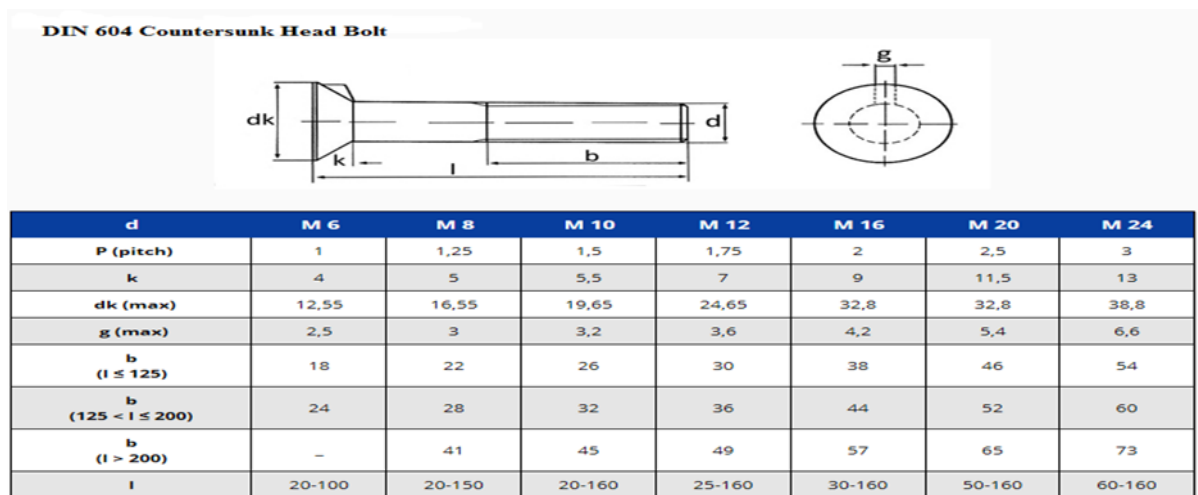 DIN 604 Countersunk Head Bolt
g
dk
d
k
b
l
d M 6 M 8 M 10 M 12 M 16 M 20 M 24
P (pitch) 1 1,25 1,5 1,75 2 2,5 3
k 4 5 5,5 7 9 11,5 13
dk (max) 12,55 16,55 19,65 24,65 32,8 32,8 38,8
g (max) 2,5 3 3,2 3,6 4,2 5,4 6,6
b
(l ≤ 125) 18 22 26 30 38 46 54
b
(125 < l ≤ 200) 24 28 32 36 44 52 60
b
(l > 200) – 41 45 49 57 65 73
l 20-100 20-150 20-160 25-160 30-160 50-160 60-160